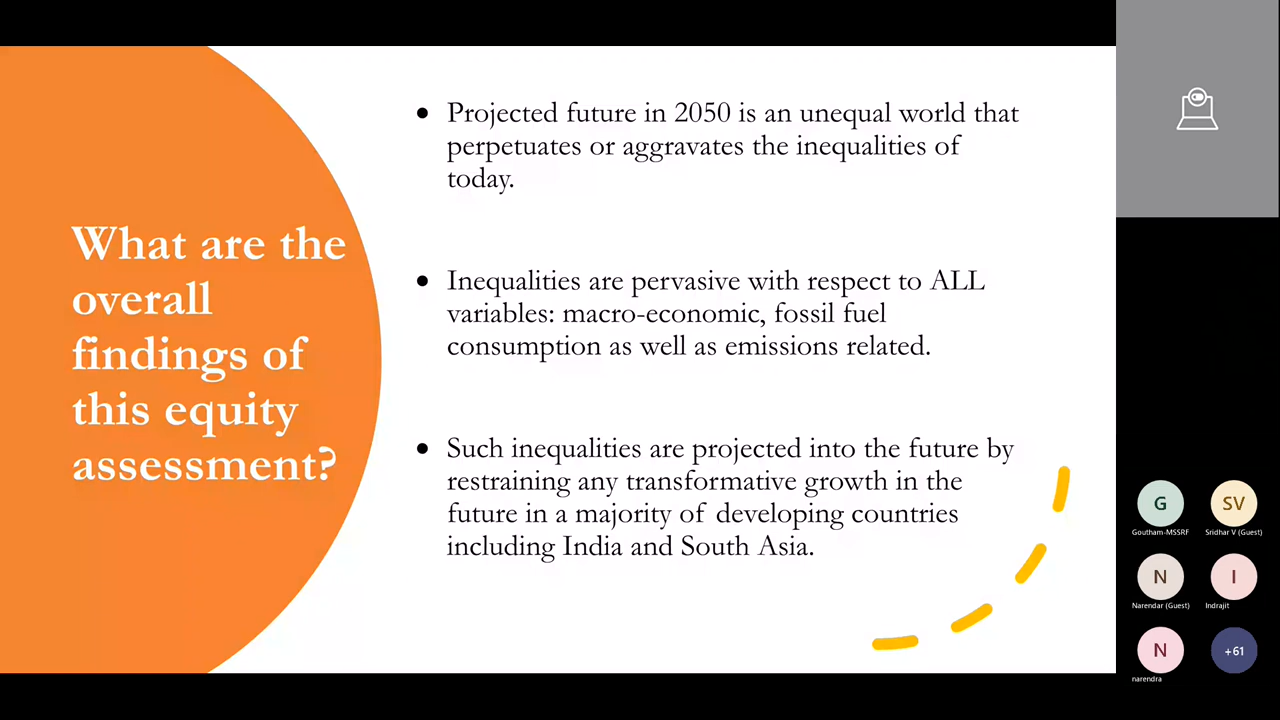 What are the
overall
findings of
this equity
assessment?
• Projected future in 2050 is an unequal world that
perpetuates or aggravates the inequalities of
today.
• Inequalities are pervasive with respect to ALL
variables: macro-economic, fossil fuel
consumption as well as emissions related.
• Such inequalities are projected into the future by
restraining any transformative growth in the
future in a majority of developing countries
including India and South Asia.
G
Goutham-MSSRF
SV
Sridhar V (Guest)
N
Narendar (Guest)
I
Indrajit
N
narendra
+61